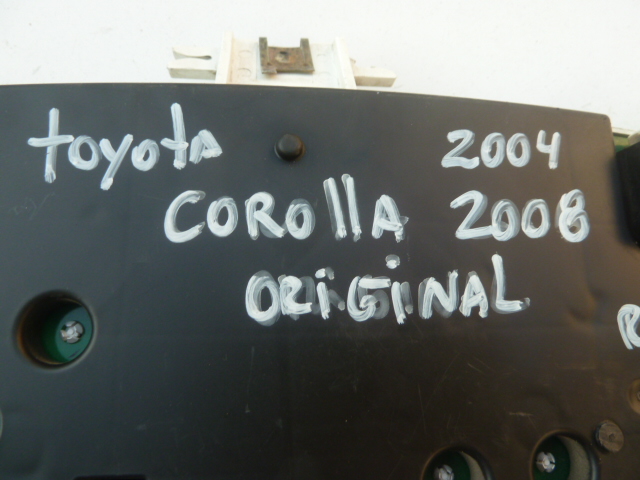 toyota 2004
COROllA 2008
ORiGiNAL
R